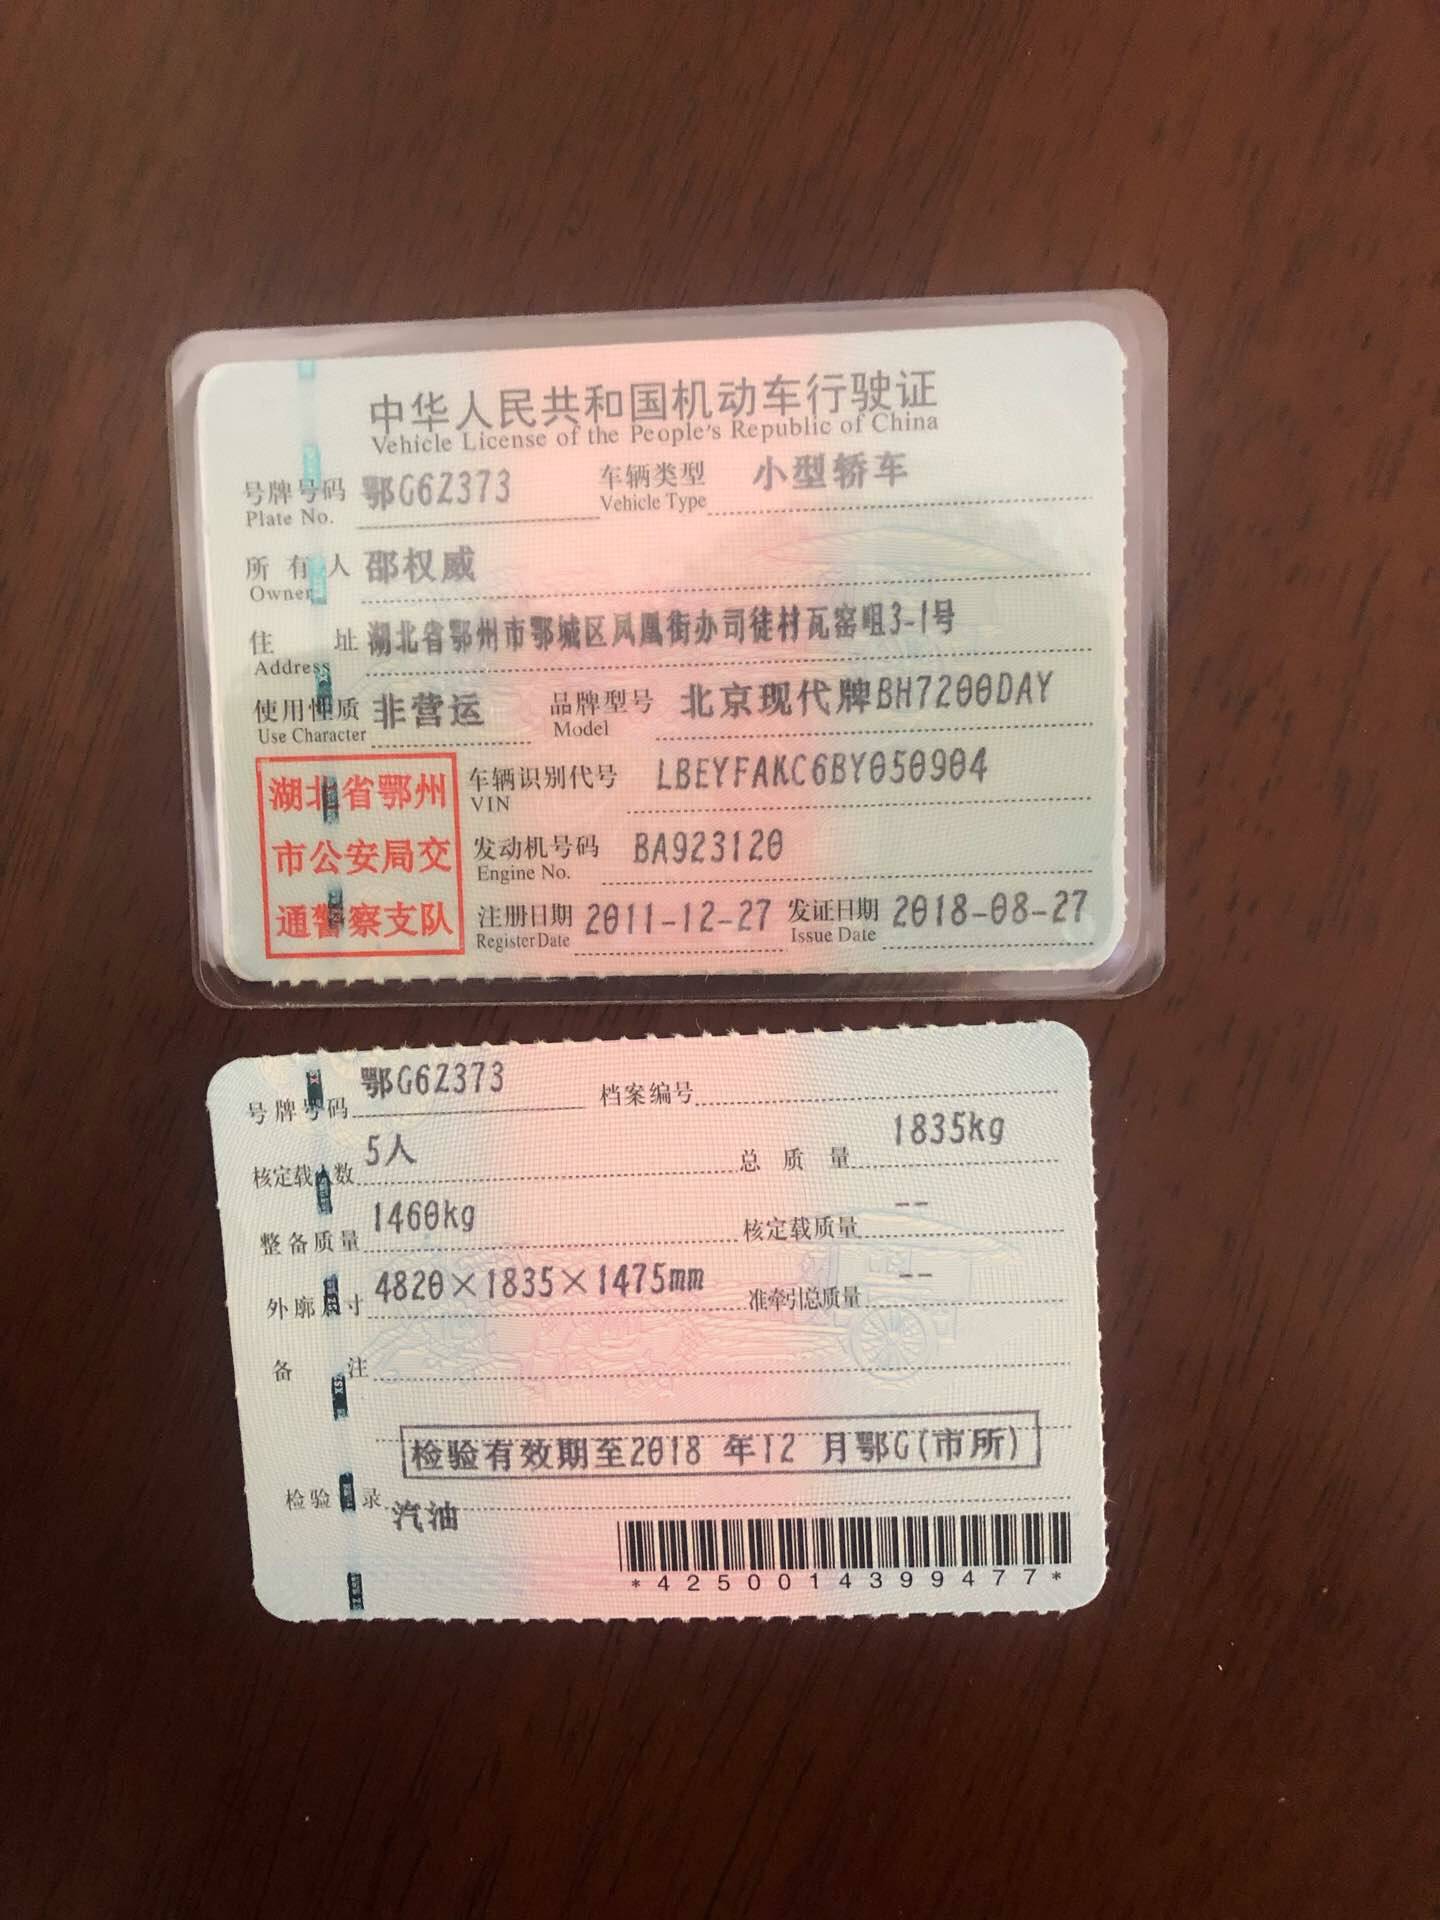 中华人民共和国机动车行驶证
Vehicle License of the People's Republic of China
号牌号码 鄂G6Z373 车辆类型 小型轿车
Plate No. Vehicle Type
所有人 邵权威
Owner
住址 湖北省鄂州市鄂城区凤凰街办司徒村瓦窑咀3-1号
Address
使用性质 非营运 品牌型号 北京现代牌BH7200DAY
Use Character Model
湖北省鄂州
市公安局交
通警察支队
车辆识别代号 LBEYFAKC6BY050904
VIN
发动机号码 BA923120
Engine No.
注册日期 2011-12-27 发证日期 2018-08-27
Register Date Issue Date
号牌号码 鄂G6Z373 档案编号
核定载人数 5人 总质量 1835kg
整备质量 1460kg 核定载质量 --
外廓尺寸 4820×1835×1475mm 准牵引总质量 --
备注
检验有效期至2018 年12 月鄂G(市所)
检验记录 汽油
*4250014399477*